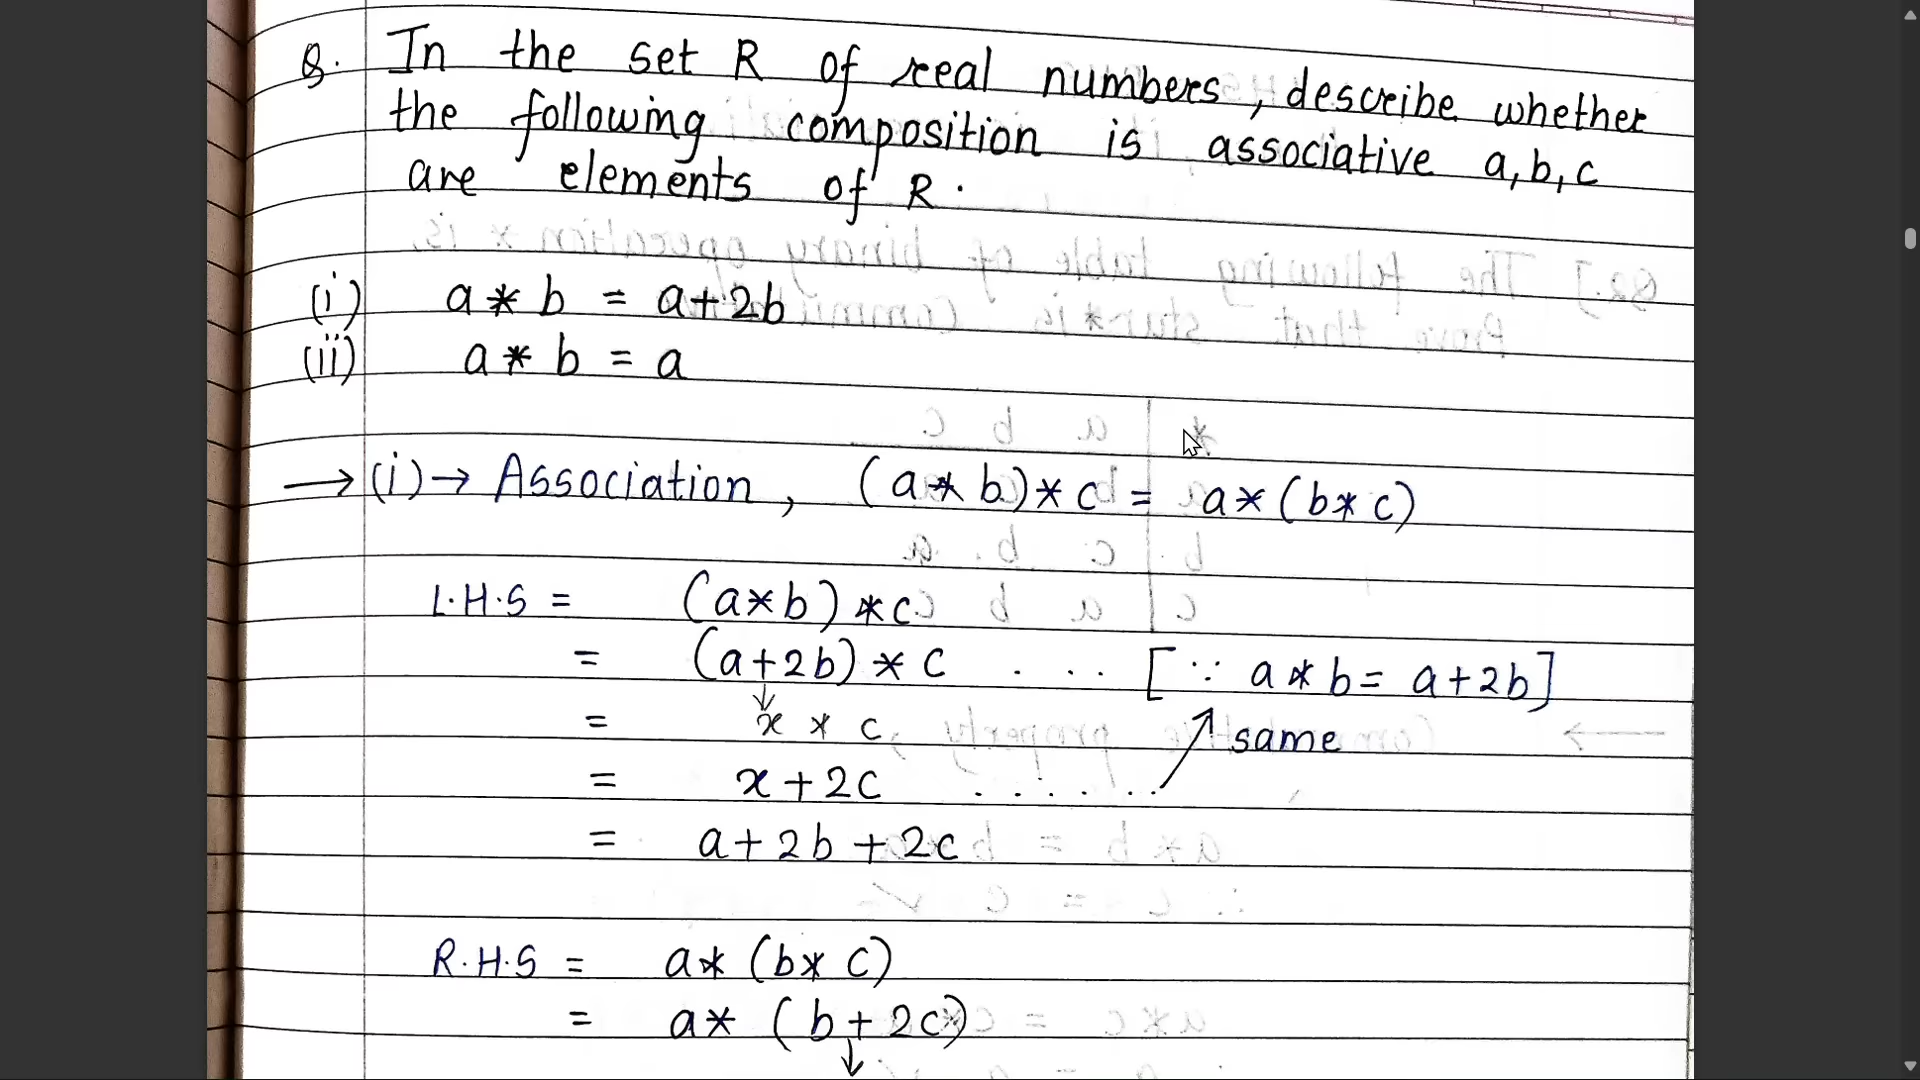 Q. In the set R of real numbers, describe whether
the following composition is associative a, b, c
are elements of R.
(i) a * b = a+2b
(ii) a * b = a
→ (i) → Association, (a * b) * c = a * (b * c)
L.H.S = (a * b) * c
= (a+2b) * c . . . [∵ a * b = a+2b]
↓
= x * c same
= x + 2c . . . . . .
= a + 2b + 2c
R.H.S = a * (b * c)
= a * (b + 2c)
↓